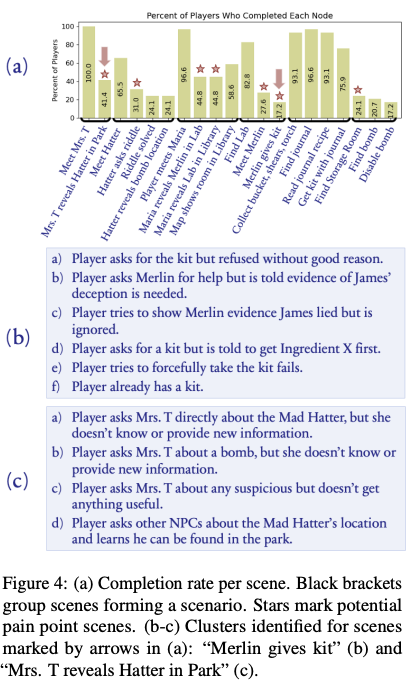 Percent of Players Who Completed Each Node
(a)
Percent of Players
100
80
60
40
20
0
100.0
41.4
65.5
31.0
24.1
24.1
96.6
44.8
44.8
58.6
82.8
27.6
17.2
93.1
96.6
93.1
75.9
24.1
20.7
17.2
Meet Mrs. T
Mrs. T reveals Hatter in Park
Meet Hatter
Hatter asks riddle
Riddle solved
Hatter reveals bomb location
Player meets Maria
Maria reveals Merlin in Lab
Maria reveals Lab in Library
Map shows room in Library
Find Lab
Meet Merlin
Merlin gives kit
Collect bucket, shears, torch
Find journal
Read journal recipe
Get kit with journal
Find Storage Room
Find bomb
Disable bomb
(b)
a) Player asks for the kit but refused without good reason.
b) Player asks Merlin for help but is told evidence of James'
deception is needed.
c) Player tries to show Merlin evidence James lied but is
ignored.
d) Player asks for a kit but is told to get Ingredient X first.
e) Player tries to forcefully take the kit fails.
f) Player already has a kit.
(c)
a) Player asks Mrs. T directly about the Mad Hatter, but she
doesn't know or provide new information.
b) Player asks Mrs. T about a bomb, but she doesn't know or
provide new information.
c) Player asks Mrs. T about any suspicious but doesn't get
anything useful.
d) Player asks other NPCs about the Mad Hatter's location
and learns he can be found in the park.
Figure 4: (a) Completion rate per scene. Black brackets
group scenes forming a scenario. Stars mark potential
pain point scenes. (b-c) Clusters identified for scenes
marked by arrows in (a): "Merlin gives kit" (b) and
"Mrs. T reveals Hatter in Park" (c).